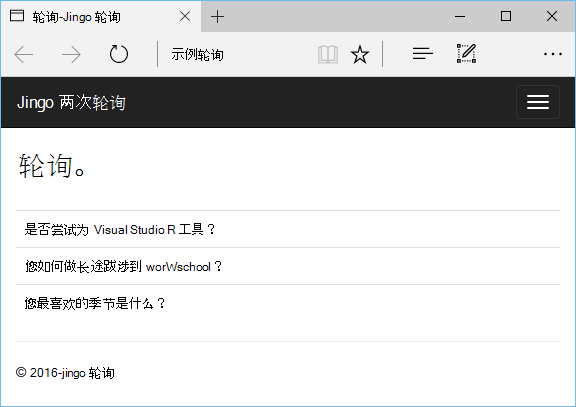 轮询-Jingo 轮询
示例轮询
Jingo 两次轮询
轮询。
是否尝试为 Visual Studio R 工具？
您如何做长途跋涉到 worWschool？
您最喜欢的季节是什么？
© 2016-jingo 轮询